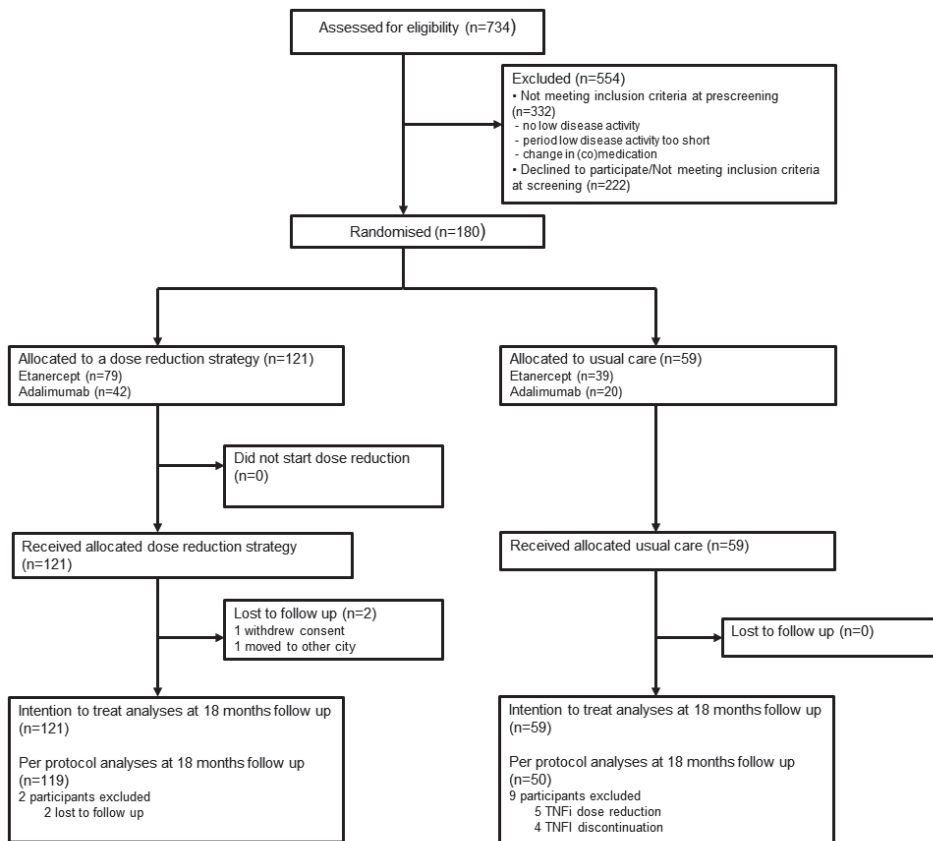 Assessed for eligibility (n=734)
Excluded (n=554)
• Not meeting inclusion criteria at prescreening
(n=332)
- no low disease activity
- period low disease activity too short
- change in (co)medication
• Declined to participate/Not meeting inclusion criteria
at screening (n=222)
Randomised (n=180)
Allocated to a dose reduction strategy (n=121)
Etanercept (n=79)
Adalimumab (n=42)
Allocated to usual care (n=59)
Etanercept (n=39)
Adalimumab (n=20)
Did not start dose reduction
(n=0)
Received allocated dose reduction strategy
(n=121)
Received allocated usual care (n=59)
Lost to follow up (n=2)
1 withdrew consent
1 moved to other city
Lost to follow up (n=0)
Intention to treat analyses at 18 months follow up
(n=121)
Per protocol analyses at 18 months follow up
(n=119)
2 participants excluded
2 lost to follow up
Intention to treat analyses at 18 months follow up
(n=59)
Per protocol analyses at 18 months follow up
(n=50)
9 participants excluded
5 TNFi dose reduction
4 TNFI discontinuation